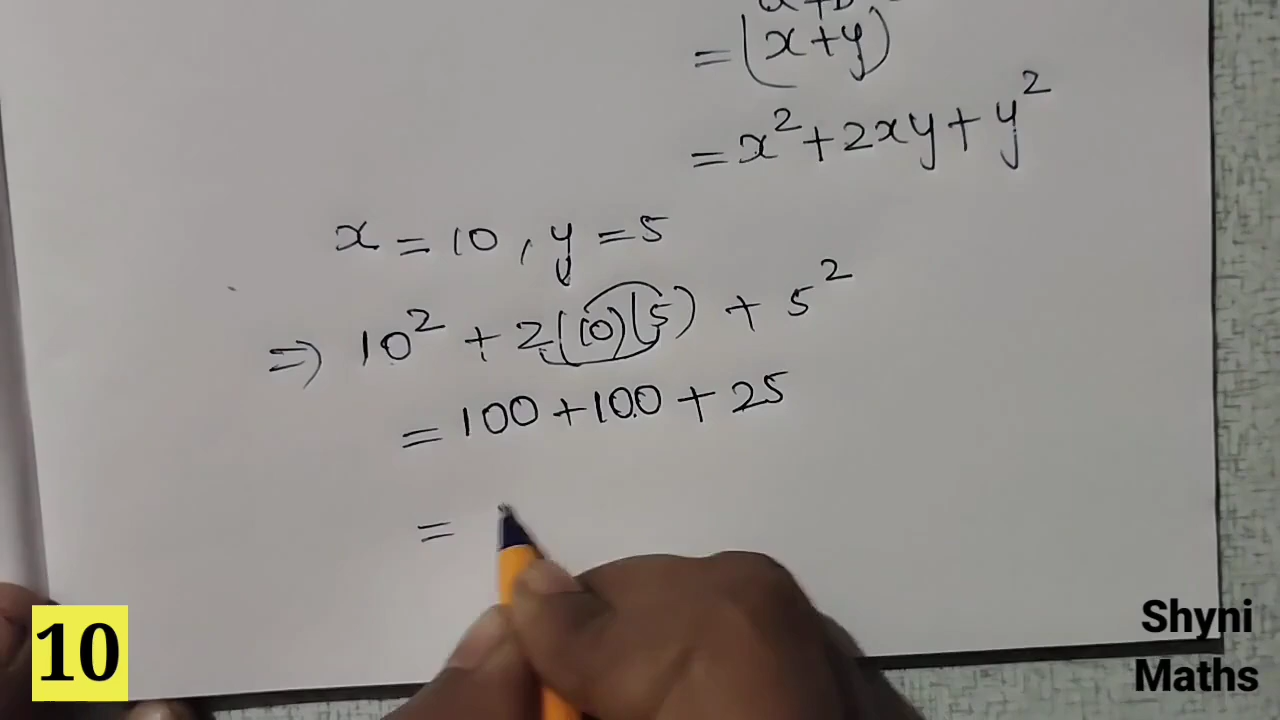 a+b
= (x+y)
= x² + 2xy + y²
x = 10, y = 5
⇒ 10² + 2(10)(5) + 5²
= 100 + 100 + 25
=
10
Shyni
Maths